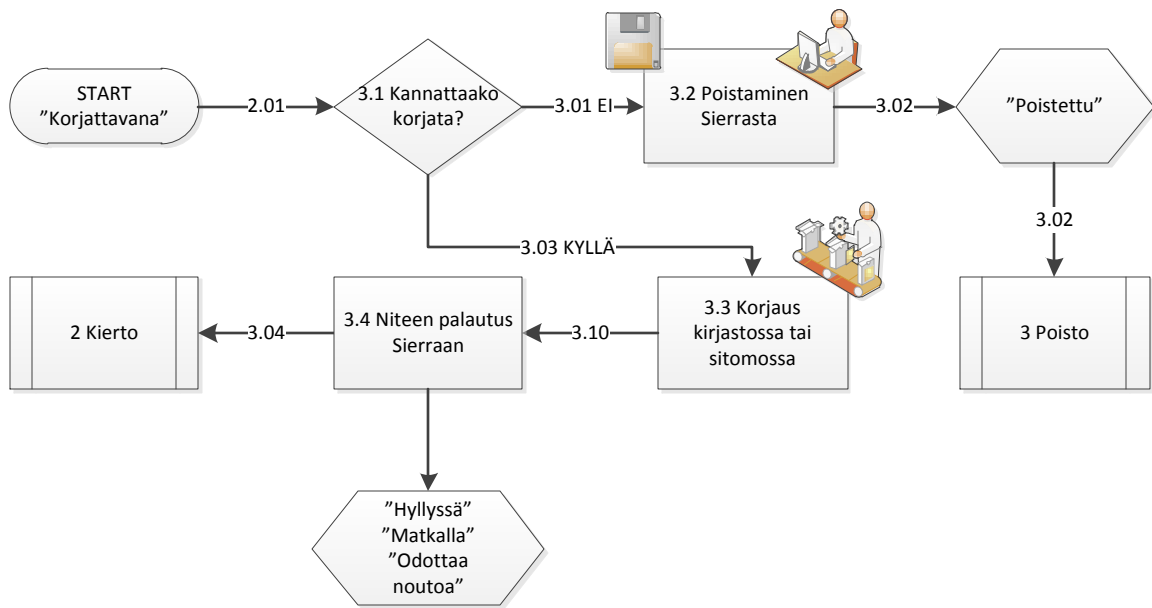 START
”Korjattavana”
2.01
3.1 Kannattaako
korjata?
3.01 EI
3.2 Poistaminen
Sierrasta
3.02
”Poistettu”
3.02
3.03 KYLLÄ
2 Kierto
3.04
3.4 Niteen palautus
Sierraan
3.10
3.3 Korjaus
kirjastossa tai
sitomossa
3 Poisto
”Hyllyssä”
”Matkalla”
”Odottaa
noutoa”